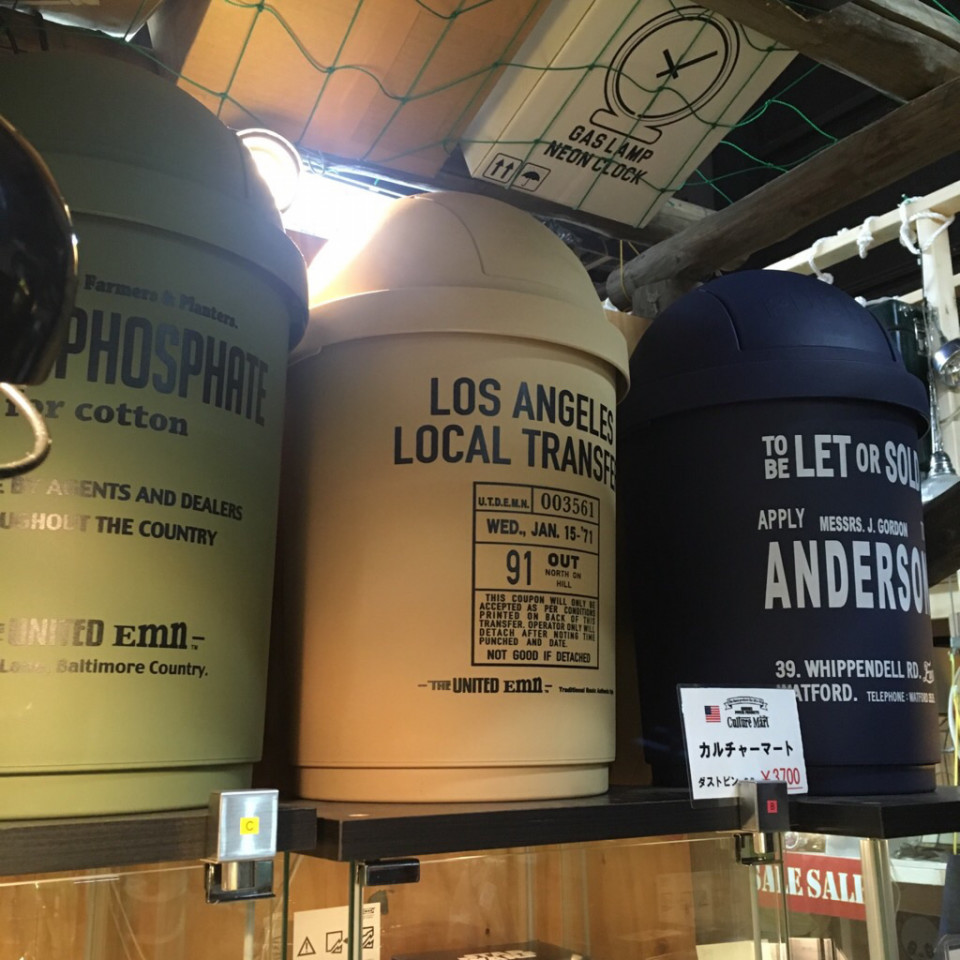 GAS LAMP
NEON CLOCK
Farmers & Planters.
PHOSPHATE
for cotton
BY AGENTS AND DEALERS
THE COUNTRY
UNITED Emn
Baltimore Country.
LOS ANGELES
LOCAL TRANSFE
U.T.D.E.M.N. 003561
WED., JAN. 15-'71
91 OUT
NORTH ON
HILL
THIS COUPON WILL ONLY BE
ACCEPTED AS PER CONDITIONS
PRINTED ON BACK OF THIS
TRANSFER. OPERATOR ONLY WILL
DETACH AFTER NOTING TIME
PUNCHED AND DATE.
NOT GOOD IF DETACHED
THE UNITED Emn
TO BE LET OR SOLD
APPLY MESSRS. J. GORDON
ANDERSON
39. WHIPPENDELL RD.
WATFORD. TELEPHONE: WATFORD
Culture Mart
カルチャーマート
ダストビン ¥3700
C
B
SALE SALE